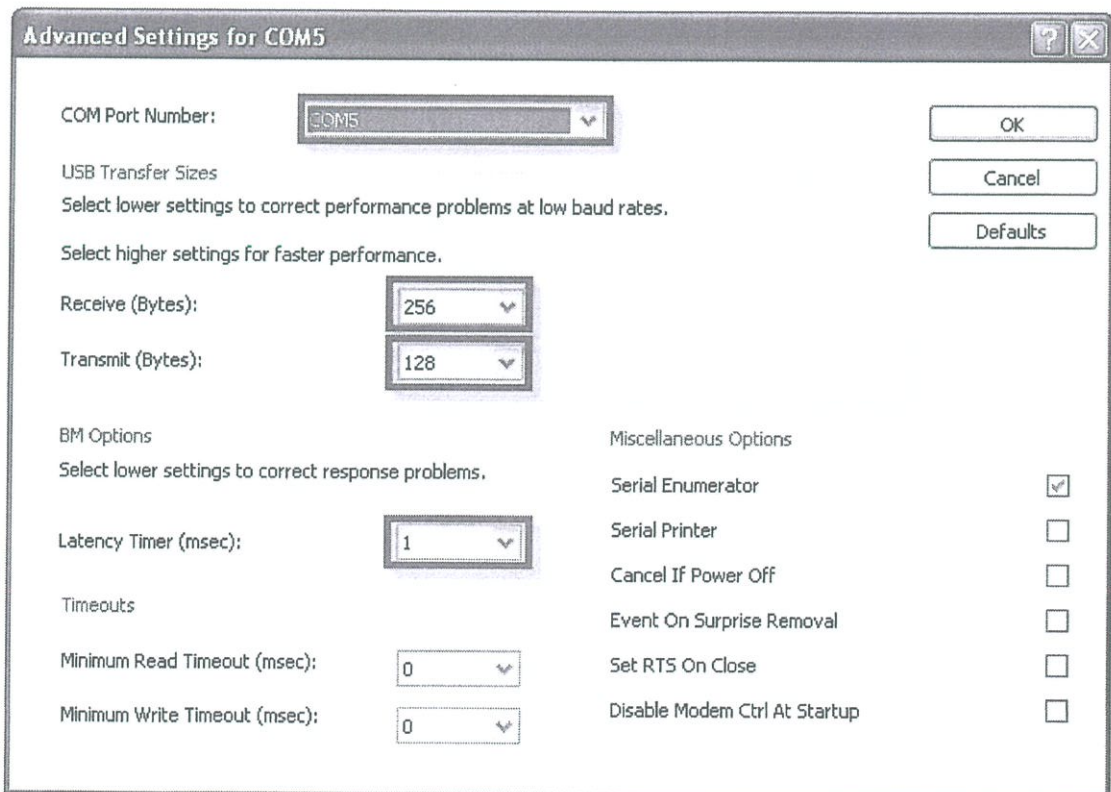 Advanced Settings for COM5
COM Port Number: COM5
OK
USB Transfer Sizes
Cancel
Select lower settings to correct performance problems at low baud rates.
Defaults
Select higher settings for faster performance.
Receive (Bytes): 256
Transmit (Bytes): 128
BM Options
Select lower settings to correct response problems.
Latency Timer (msec): 1
Timeouts
Minimum Read Timeout (msec): 0
Minimum Write Timeout (msec): 0
Miscellaneous Options
Serial Enumerator
Serial Printer
Cancel If Power Off
Event On Surprise Removal
Set RTS On Close
Disable Modem Ctrl At Startup